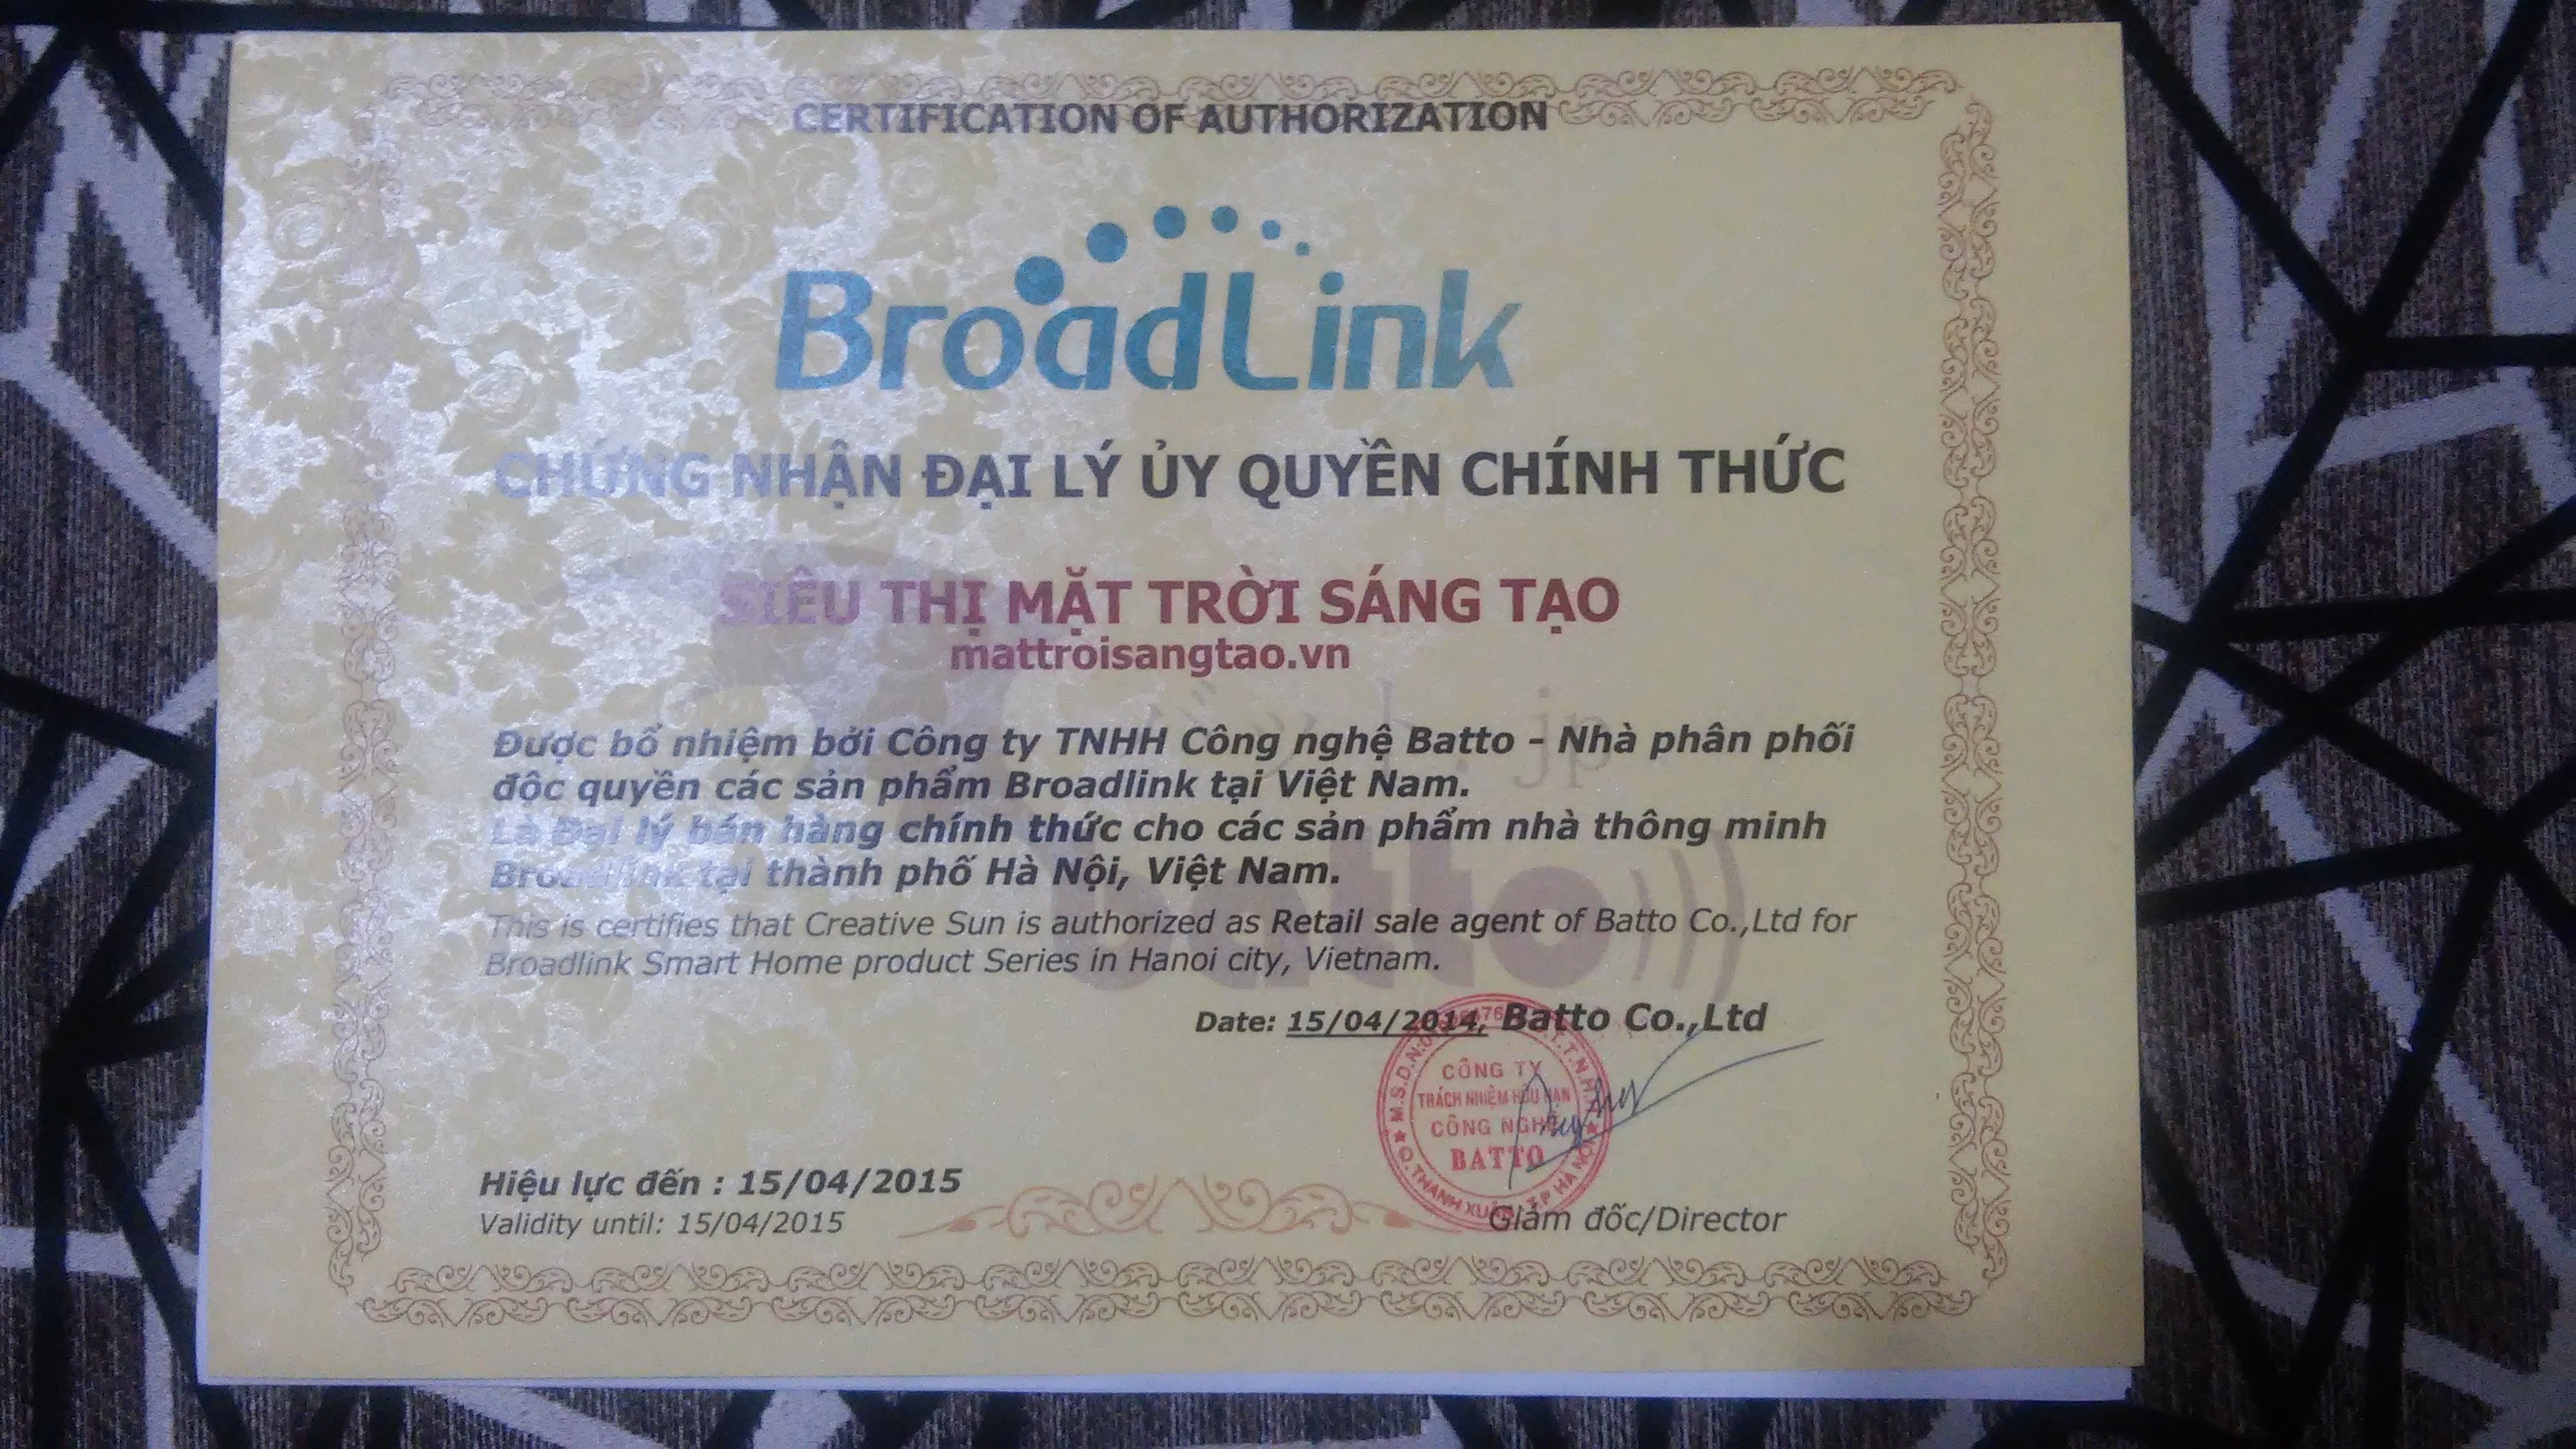 CERTIFICATION OF AUTHORIZATION
BroadLink
CHỨNG NHẬN ĐẠI LÝ ỦY QUYỀN CHÍNH THỨC
SIÊU THỊ MẶT TRỜI SÁNG TẠO
mattroisangtao.vn
Được bổ nhiệm bởi Công ty TNHH Công nghệ Batto - Nhà phân phối
độc quyền các sản phẩm Broadlink tại Việt Nam.
Là Đại lý bán hàng chính thức cho các sản phẩm nhà thông minh
Broadlink tại thành phố Hà Nội, Việt Nam.
This is certifies that Creative Sun is authorized as Retail sale agent of Batto Co.,Ltd for
Broadlink Smart Home product Series in Hanoi city, Vietnam.
batto
Date: 15/04/2014, Batto Co.,Ltd
CÔNG TY
TRÁCH NHIỆM HỮU HẠN
CÔNG NGHỆ
BATTO
Q.THANH XUÂN - TP HÀ NỘI
Hiệu lực đến : 15/04/2015
Validity until: 15/04/2015
Giám đốc/Director